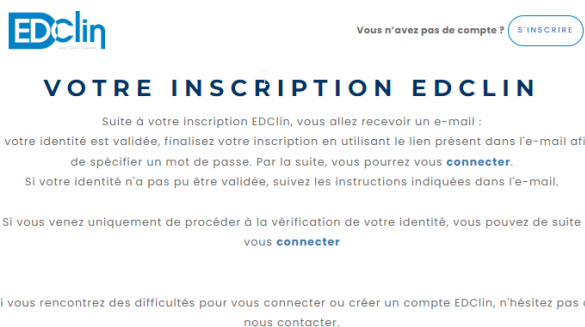 EDClin
Vous n'avez pas de compte ? S'INSCRIRE
VOTRE INSCRIPTION EDCLIN
Suite à votre inscription EDClin, vous allez recevoir un e-mail :
votre identité est validée, finalisez votre inscription en utilisant le lien présent dans l'e-mail afi
de spécifier un mot de passe. Par la suite, vous pourrez vous connecter.
Si votre identité n'a pas pu être validée, suivez les instructions indiquées dans l'e-mail.
Si vous venez uniquement de procéder à la vérification de votre identité, vous pouvez de suite
vous connecter
i vous rencontrez des difficultés pour vous connecter ou créer un compte EDClin, n'hésitez pas
nous contacter.